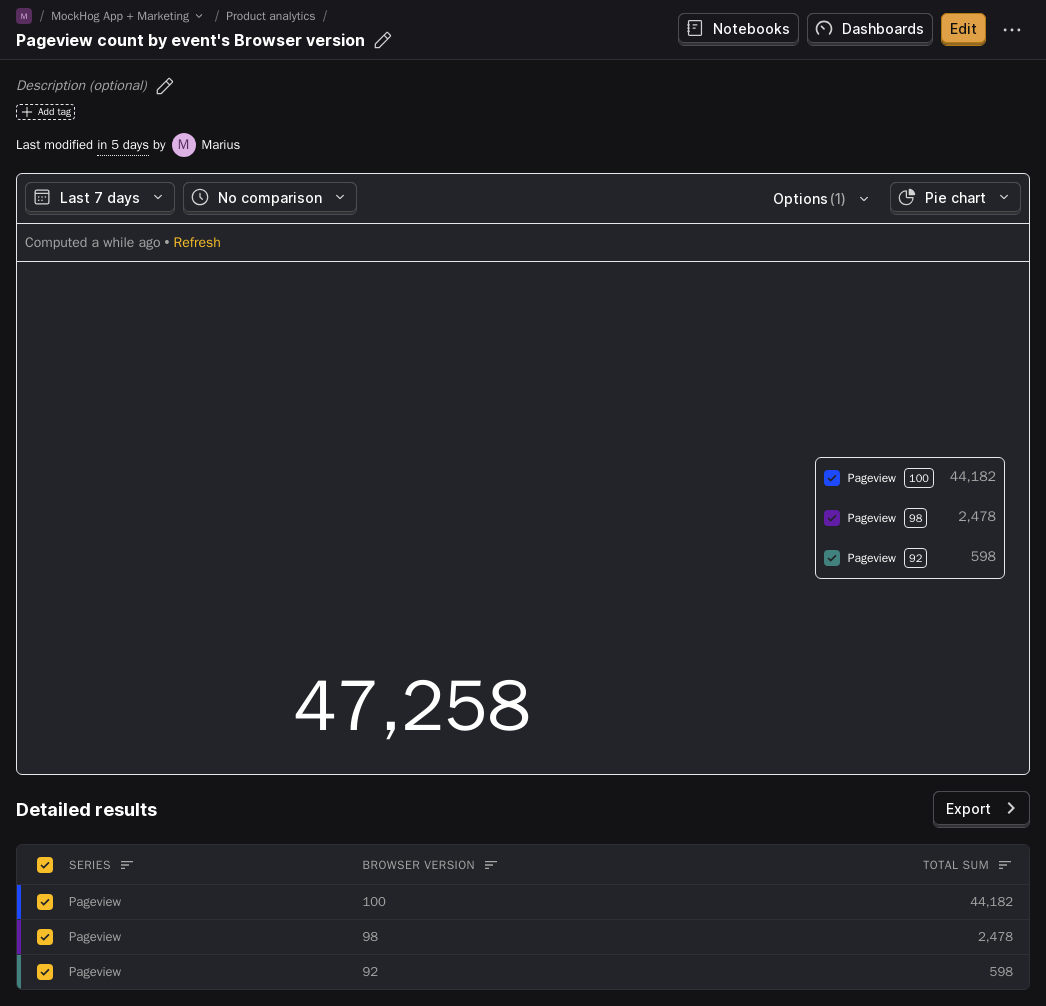 M / MockHog App + Marketing / Product analytics /
Pageview count by event's Browser version
Notebooks
Dashboards
Edit
Description (optional)
Add tag
Last modified in 5 days by M Marius
Last 7 days
No comparison
Options (1)
Pie chart
Computed a while ago • Refresh
Pageview 100 44,182
Pageview 98 2,478
Pageview 92 598
47,258
Detailed results
Export
SERIES BROWSER VERSION TOTAL SUM
Pageview 100 44,182
Pageview 98 2,478
Pageview 92 598